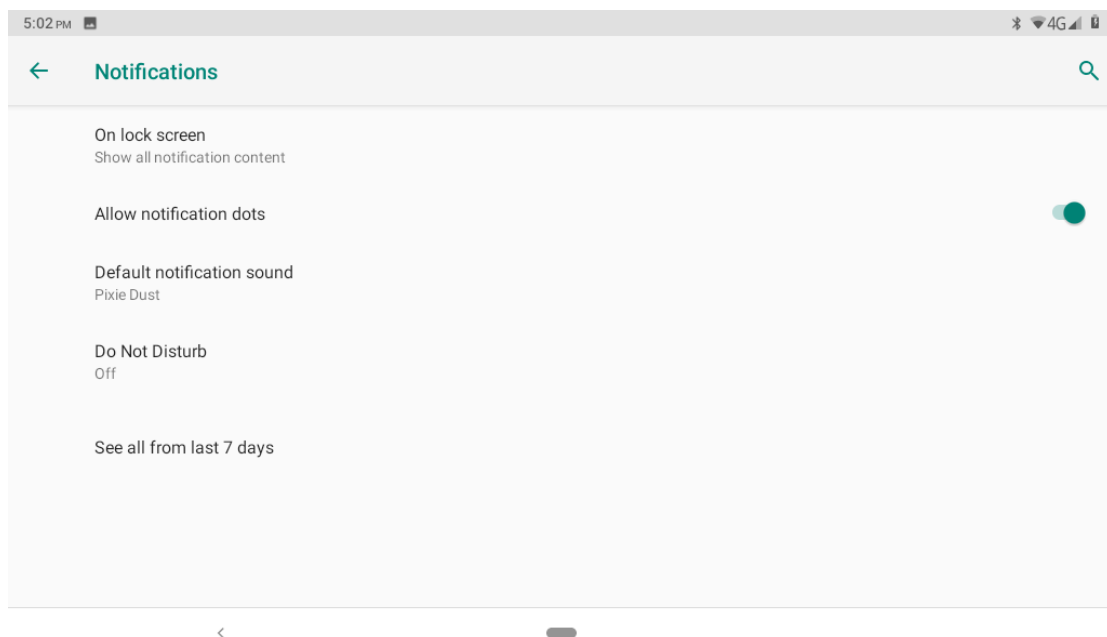 5:02 PM 4G
Notifications
On lock screen
Show all notification content
Allow notification dots
Default notification sound
Pixie Dust
Do Not Disturb
Off
See all from last 7 days